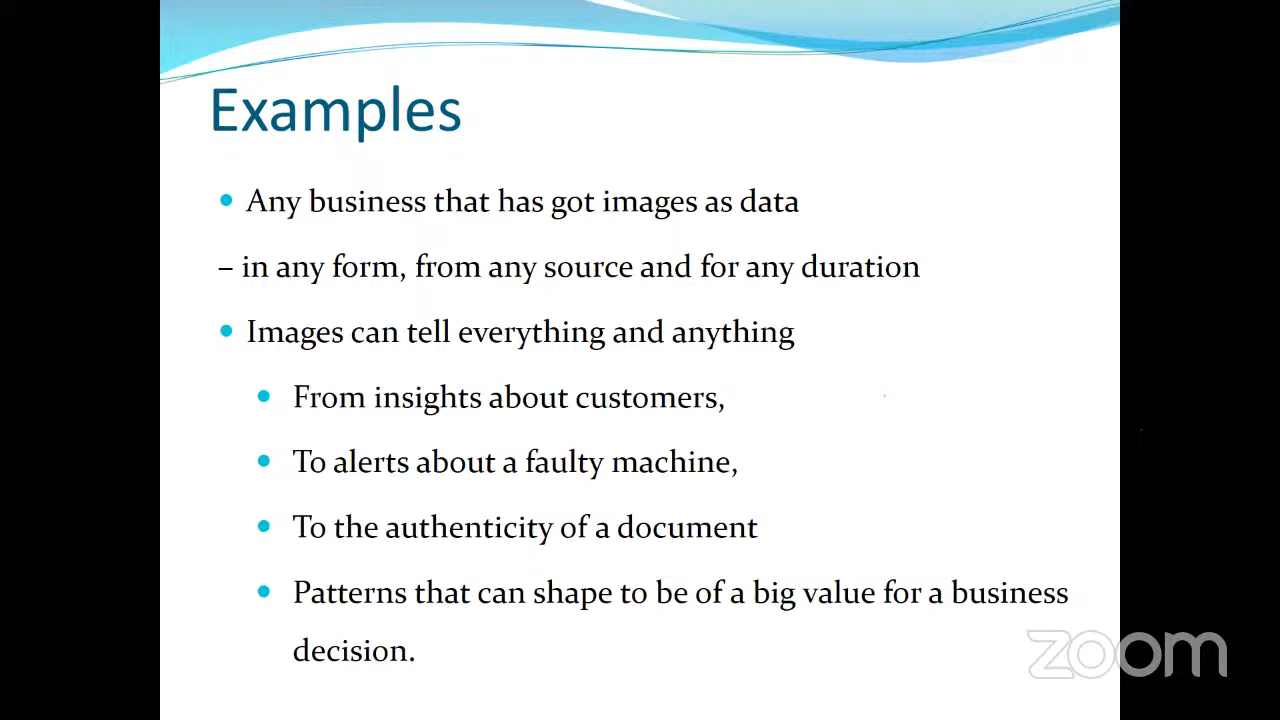 Examples
• Any business that has got images as data
– in any form, from any source and for any duration
• Images can tell everything and anything
• From insights about customers,
• To alerts about a faulty machine,
• To the authenticity of a document
• Patterns that can shape to be of a big value for a business
decision.
zoom